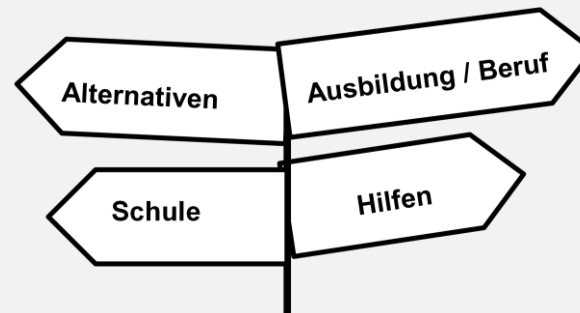 Alternativen
Ausbildung / Beruf
Schule
Hilfen